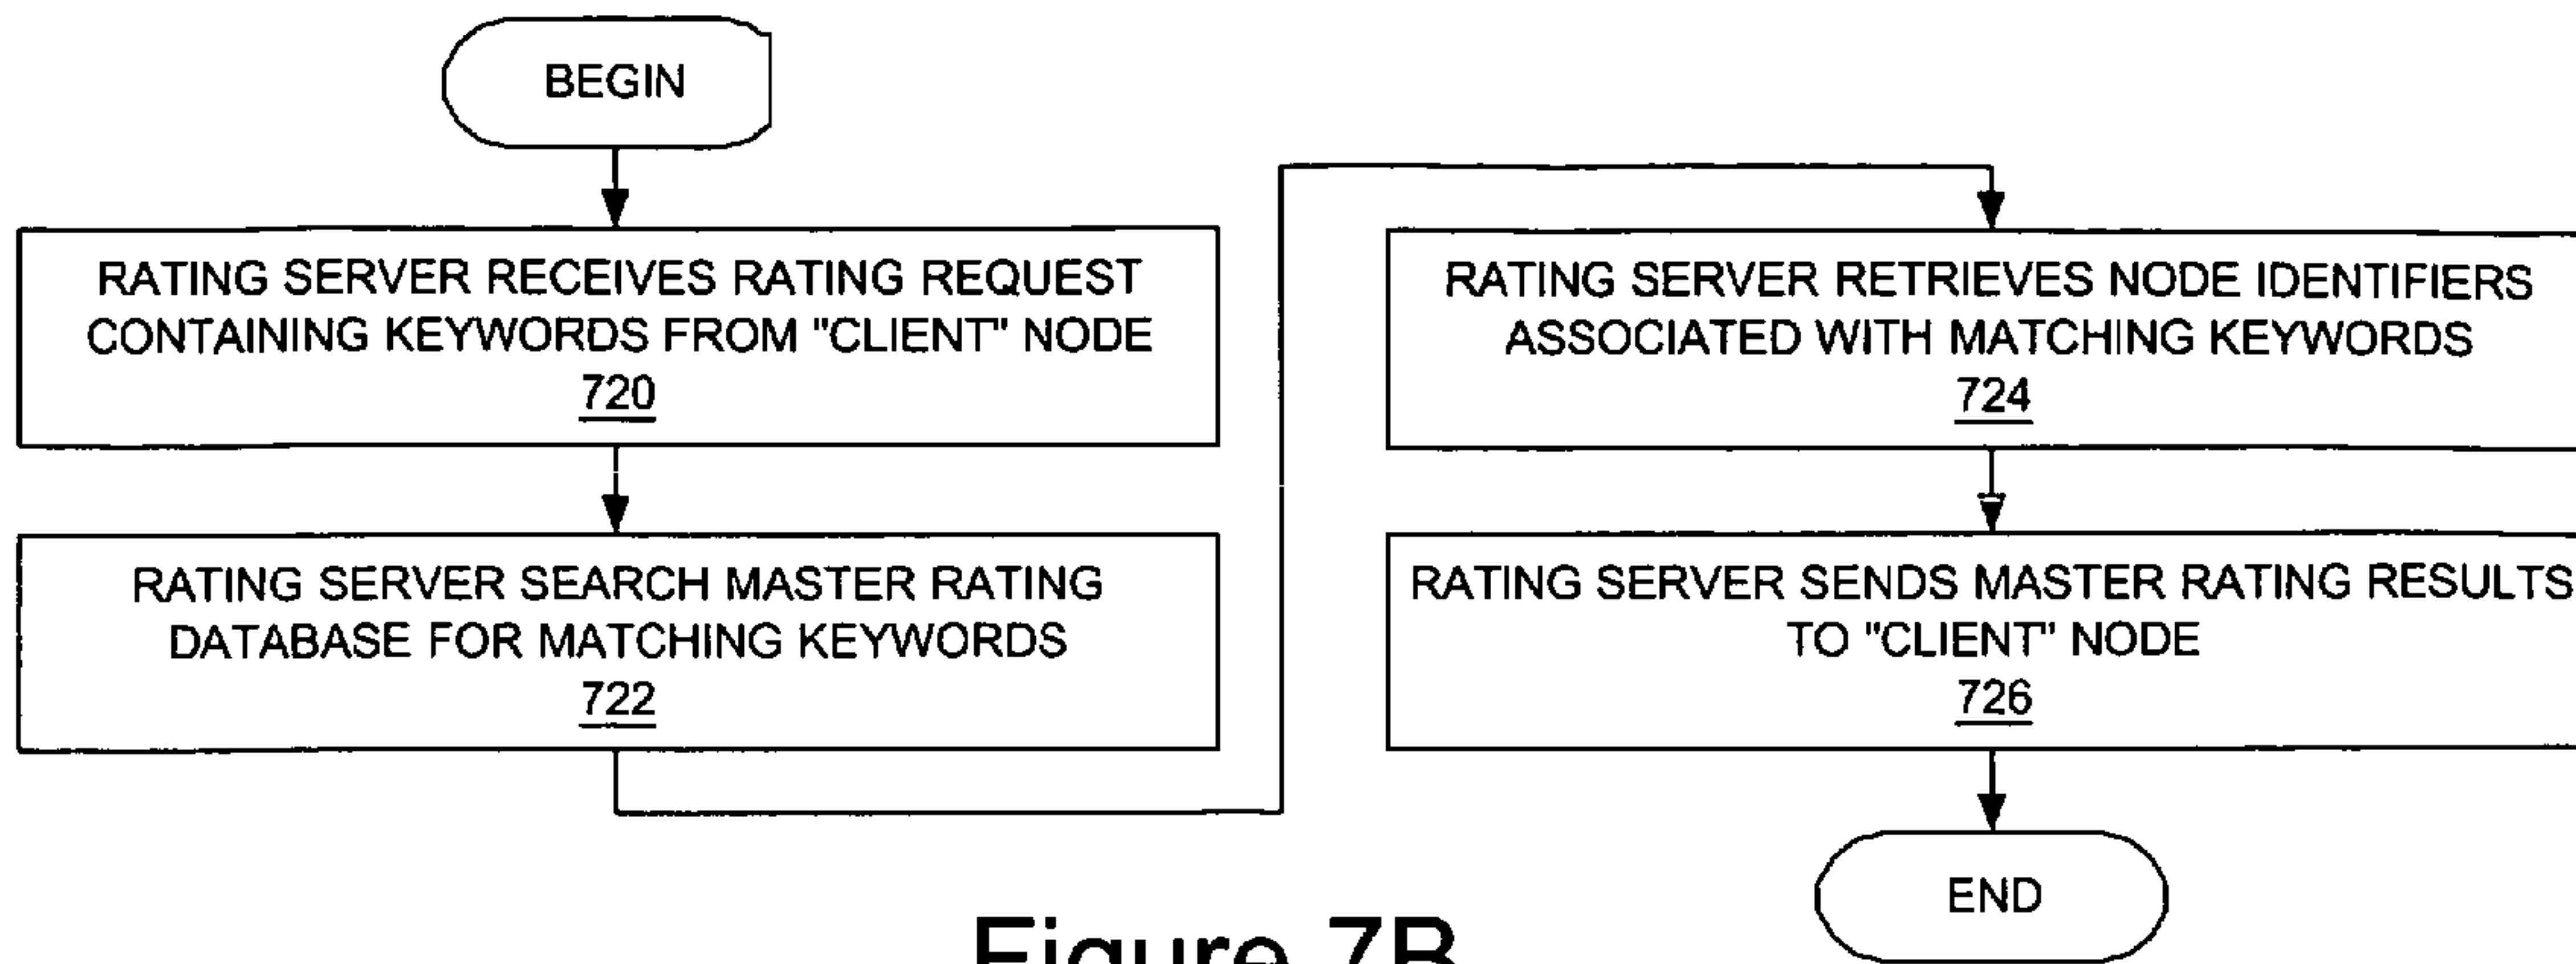 BEGIN
RATING SERVER RECEIVES RATING REQUEST
CONTAINING KEYWORDS FROM "CLIENT" NODE
720
RATING SERVER SEARCH MASTER RATING
DATABASE FOR MATCHING KEYWORDS
722
RATING SERVER RETRIEVES NODE IDENTIFIERS
ASSOCIATED WITH MATCHING KEYWORDS
724
RATING SERVER SENDS MASTER RATING RESULTS
TO "CLIENT" NODE
726
END
Figure 7B